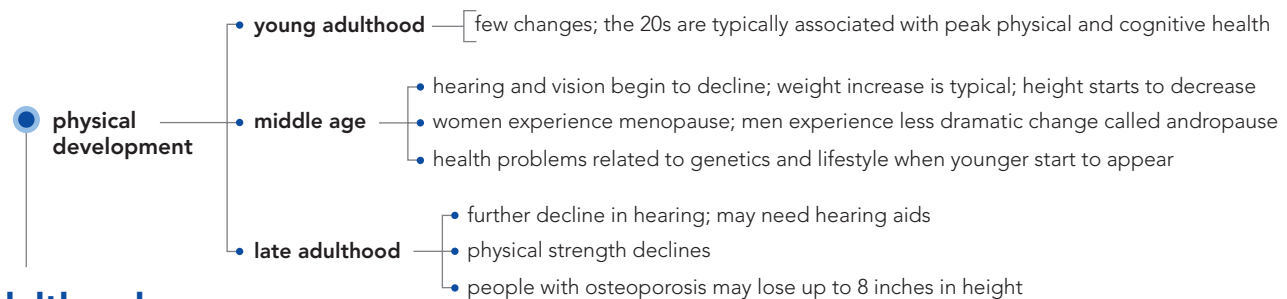 young adulthood
few changes; the 20s are typically associated with peak physical and cognitive health
physical
development
middle age
hearing and vision begin to decline; weight increase is typical; height starts to decrease
women experience menopause; men experience less dramatic change called andropause
health problems related to genetics and lifestyle when younger start to appear
late adulthood
further decline in hearing; may need hearing aids
physical strength declines
people with osteoporosis may lose up to 8 inches in height